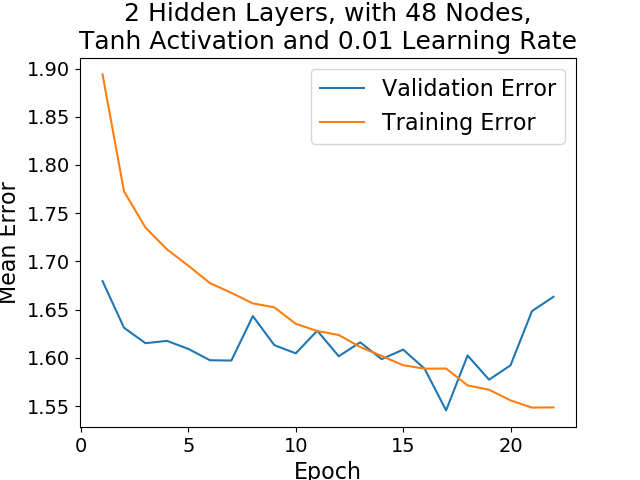 2 Hidden Layers, with 48 Nodes,
Tanh Activation and 0.01 Learning Rate
Validation Error
Training Error
1.90
1.85
1.80
1.75
1.70
1.65
1.60
1.55
Mean Error
0
5
10
15
20
Epoch